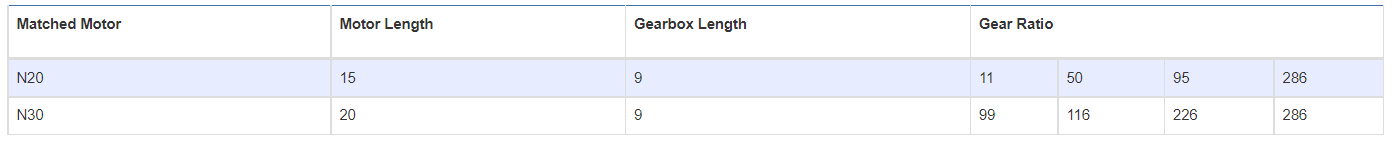 Matched Motor Motor Length Gearbox Length Gear Ratio
N20 15 9 11 50 95 286
N30 20 9 99 116 226 286